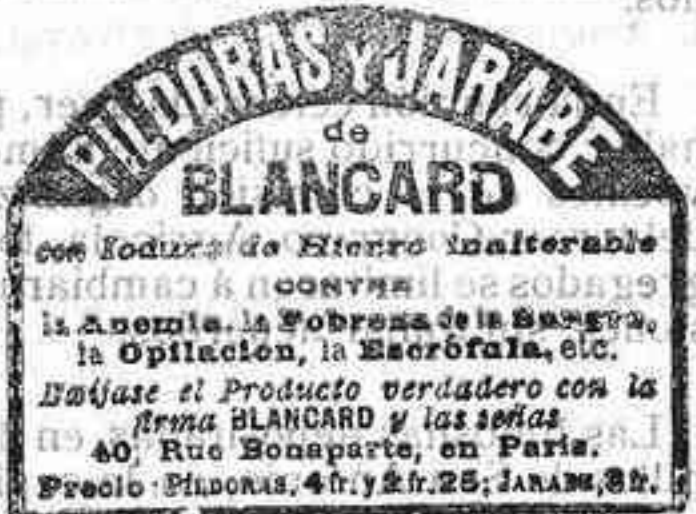 PILDORAS Y JARABE
de
BLANCARD
con Ioduro de Hierro inalterable
CONTRA
la Anemia, la Pobreza de la Sangre,
la Opilacion, la Escrófula, etc.
Exijase el Producto verdadero con la
firma BLANCARD y las señas
40, Rue Bonaparte, en Paris.
Precio: PÍLDORAS, 4 fr. y 2 fr. 25; JARABE, 3 fr.